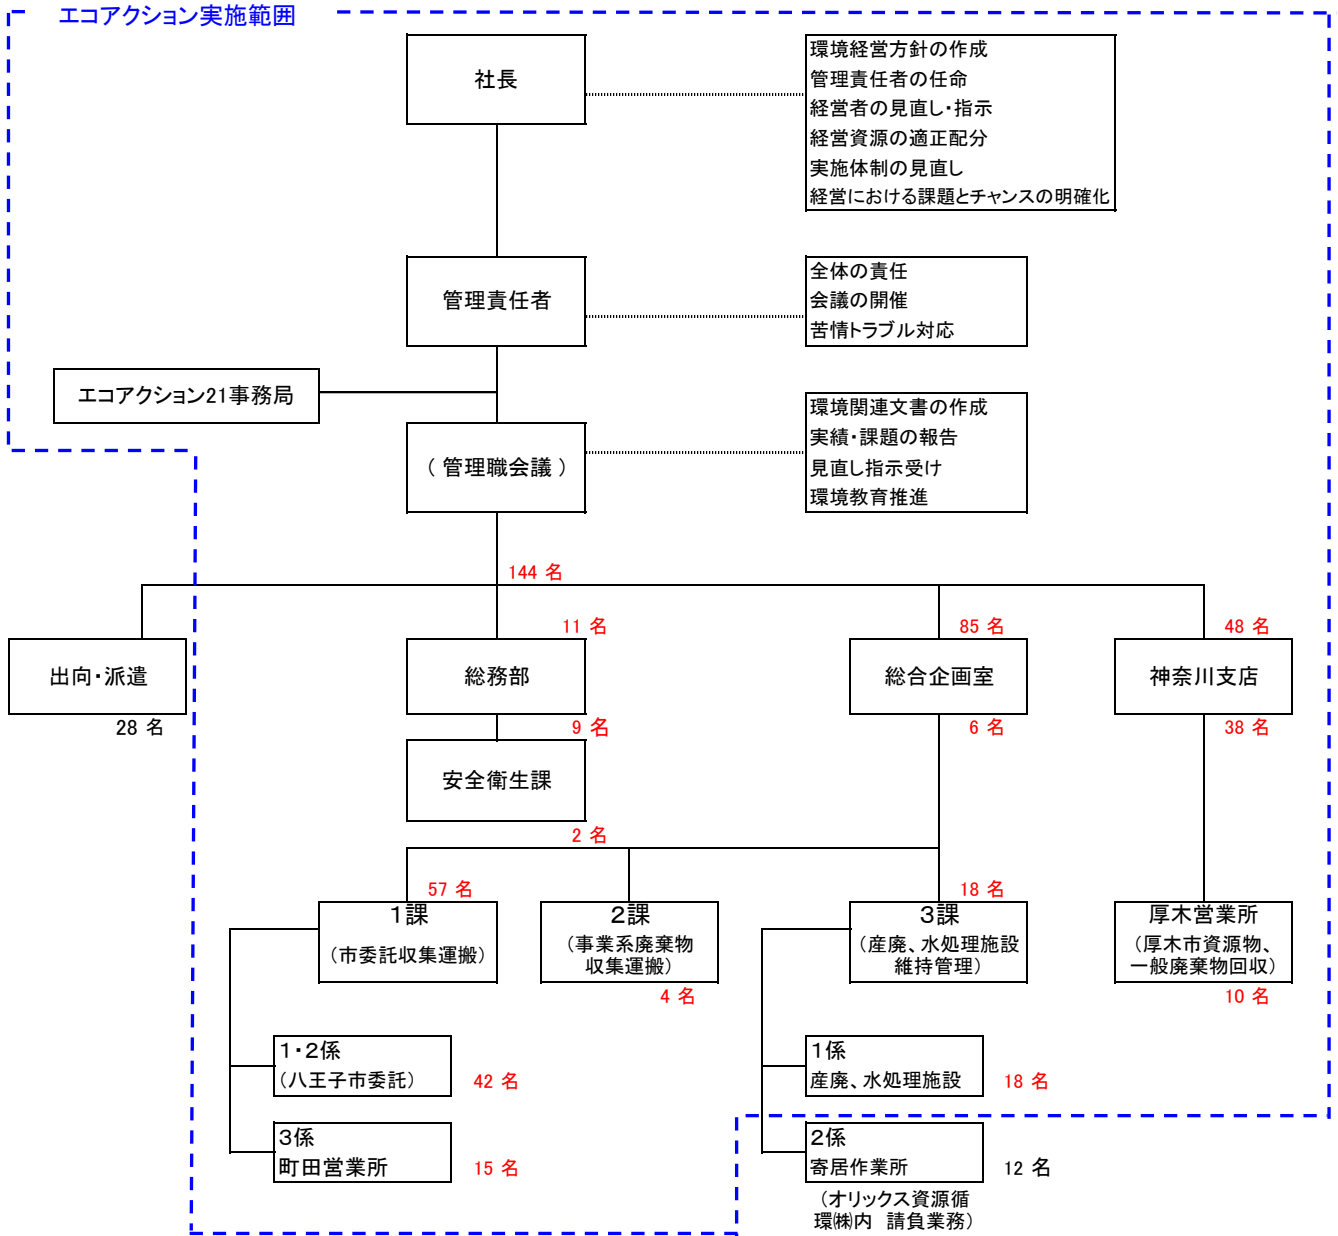 エコアクション実施範囲
社長
環境経営方針の作成
管理責任者の任命
経営者の見直し・指示
経営資源の適正配分
実施体制の見直し
経営における課題とチャンスの明確化
管理責任者
全体の責任
会議の開催
苦情トラブル対応
エコアクション21事務局
（ 管理職会議 ）
環境関連文書の作成
実績・課題の報告
見直し指示受け
環境教育推進
144 名
11 名
85 名
48 名
出向・派遣
総務部
総合企画室
神奈川支店
28 名
9 名
6 名
38 名
安全衛生課
2 名
57 名
18 名
１課
（市委託収集運搬）
２課
（事業系廃棄物
収集運搬）
4 名
３課
（産廃、水処理施設
維持管理）
厚木営業所
（厚木市資源物、
一般廃棄物回収）
10 名
１・２係
（八王子市委託）
42 名
１係
産廃、水処理施設
18 名
３係
町田営業所
15 名
２係
寄居作業所
12 名
（オリックス資源循
環㈱内　請負業務）